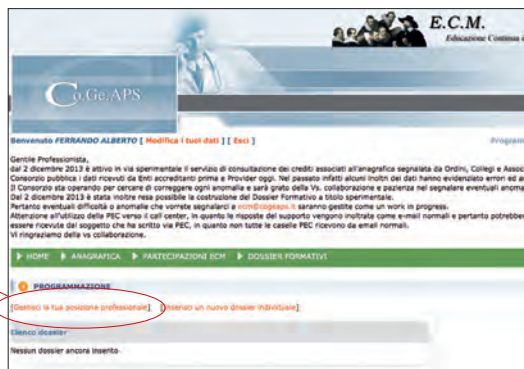 E.C.M.
Educazione Continua
Co.Ge.APS
Benvenuto FERRANDO ALBERTO [ Modifica i tuoi dati ] [ Esci ]
Program
Gentile Professionista,
dal 2 dicembre 2013 è attivo in via sperimentale il servizio di consultazione dei crediti associati all'anagrafica segnalata da Ordini, Collegi e Assoc
Consorzio pubblica i dati ricevuti da Enti accreditanti prima e Provider oggi. Nel passato infatti alcuni inoltri dei dati hanno evidenziato errori ed a
Il Consorzio sta operando per cercare di correggere ogni anomalia e sarà grato della Vs. collaborazione e pazienza nel segnalare eventuali anoma
Dal 2 dicembre 2013 è stata inoltre resa possibile la costruzione del Dossier Formativo a titolo sperimentale.
Pertanto eventuali difficoltà o anomalie che vorrete segnalarci a ecm@cogeaps.it saranno gestite come un work in progress.
Attenzione all'utilizzo della PEC verso il call center, in quanto le risposte del supporto vengono inoltrate come e-mail normali e pertanto potrebber
essere ricevute dal soggetto che ha scritto via PEC, in quanto non tutte le caselle PEC ricevono da email normali.
Vi ringraziamo della vs collaborazione.
HOME ANAGRAFICA PARTECIPAZIONI ECM DOSSIER FORMATIVI
PROGRAMMAZIONE
[Gestisci la tua posizione professionale] [Inserisci un nuovo dossier individuale]
Elenco dossier
Nessun dossier ancora inserito